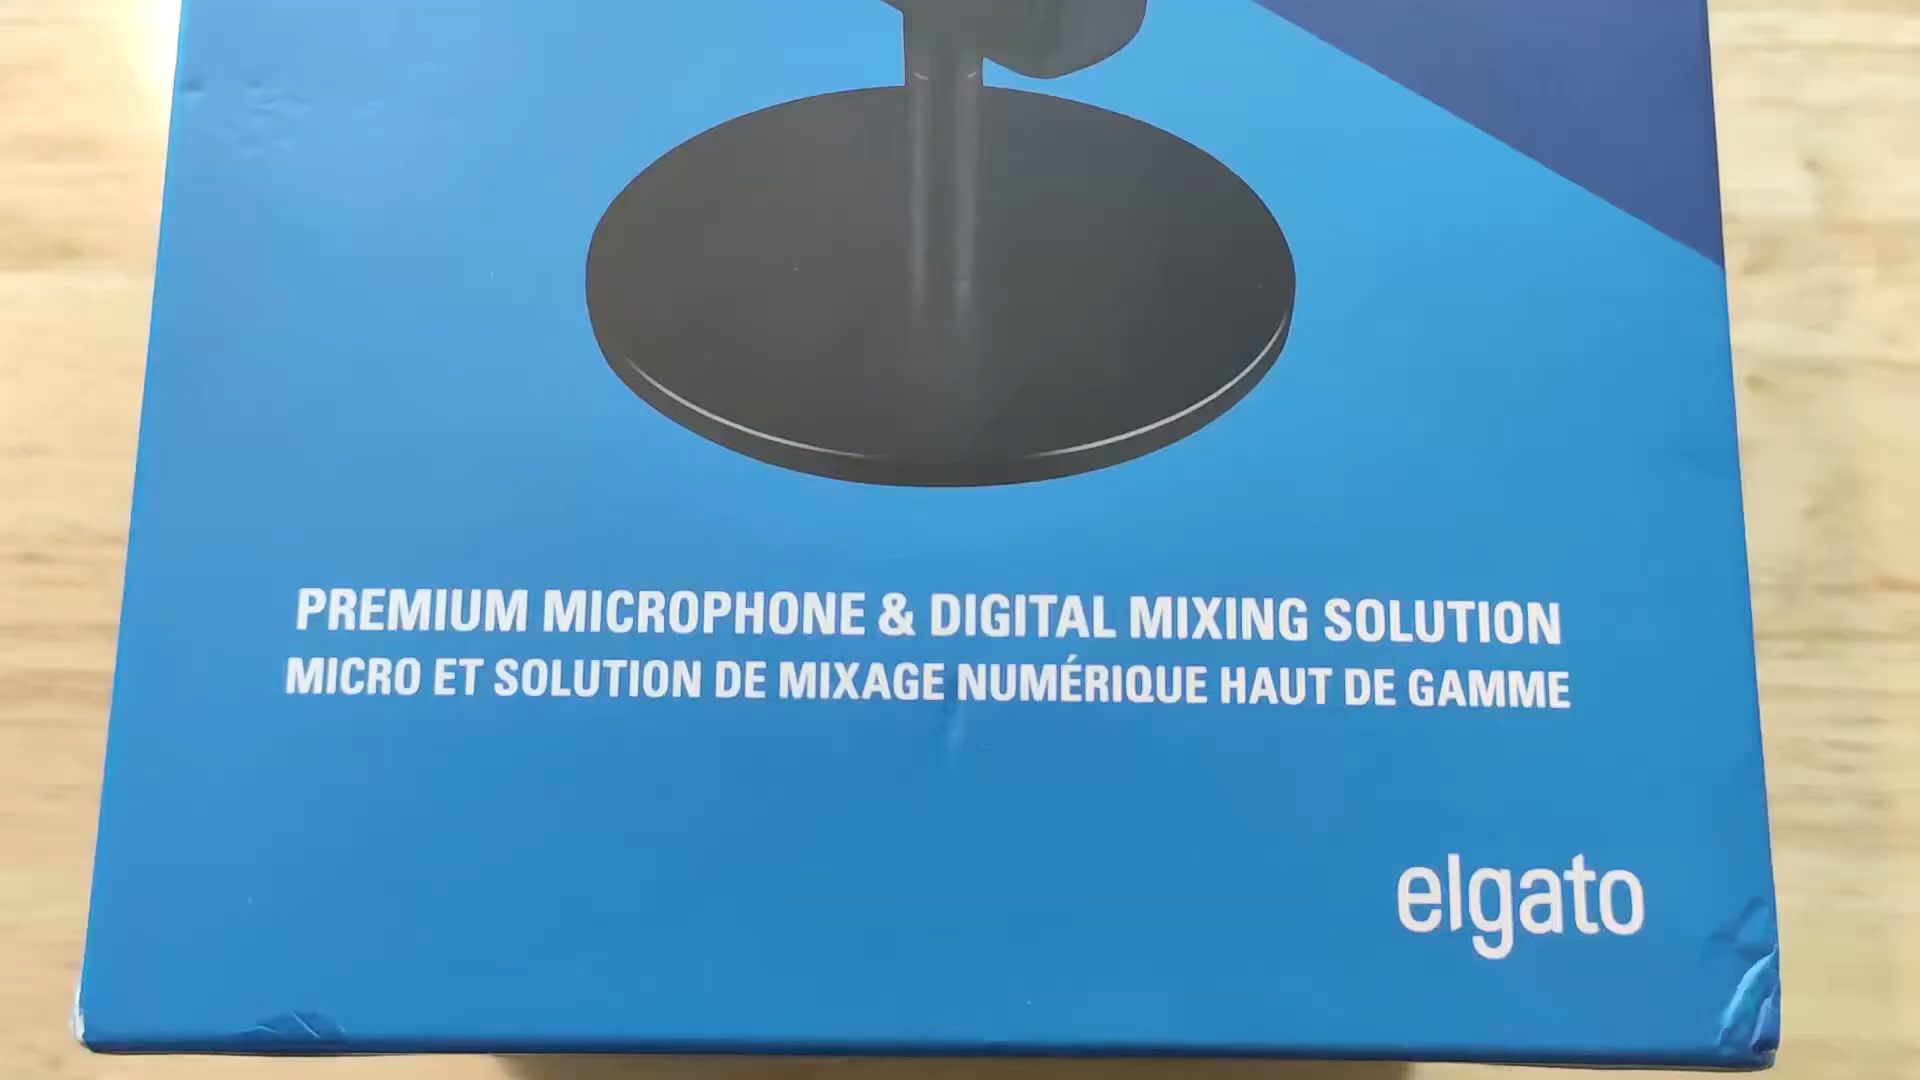 PREMIUM MICROPHONE & DIGITAL MIXING SOLUTION
MICRO ET SOLUTION DE MIXAGE NUMÉRIQUE HAUT DE GAMME
elgato